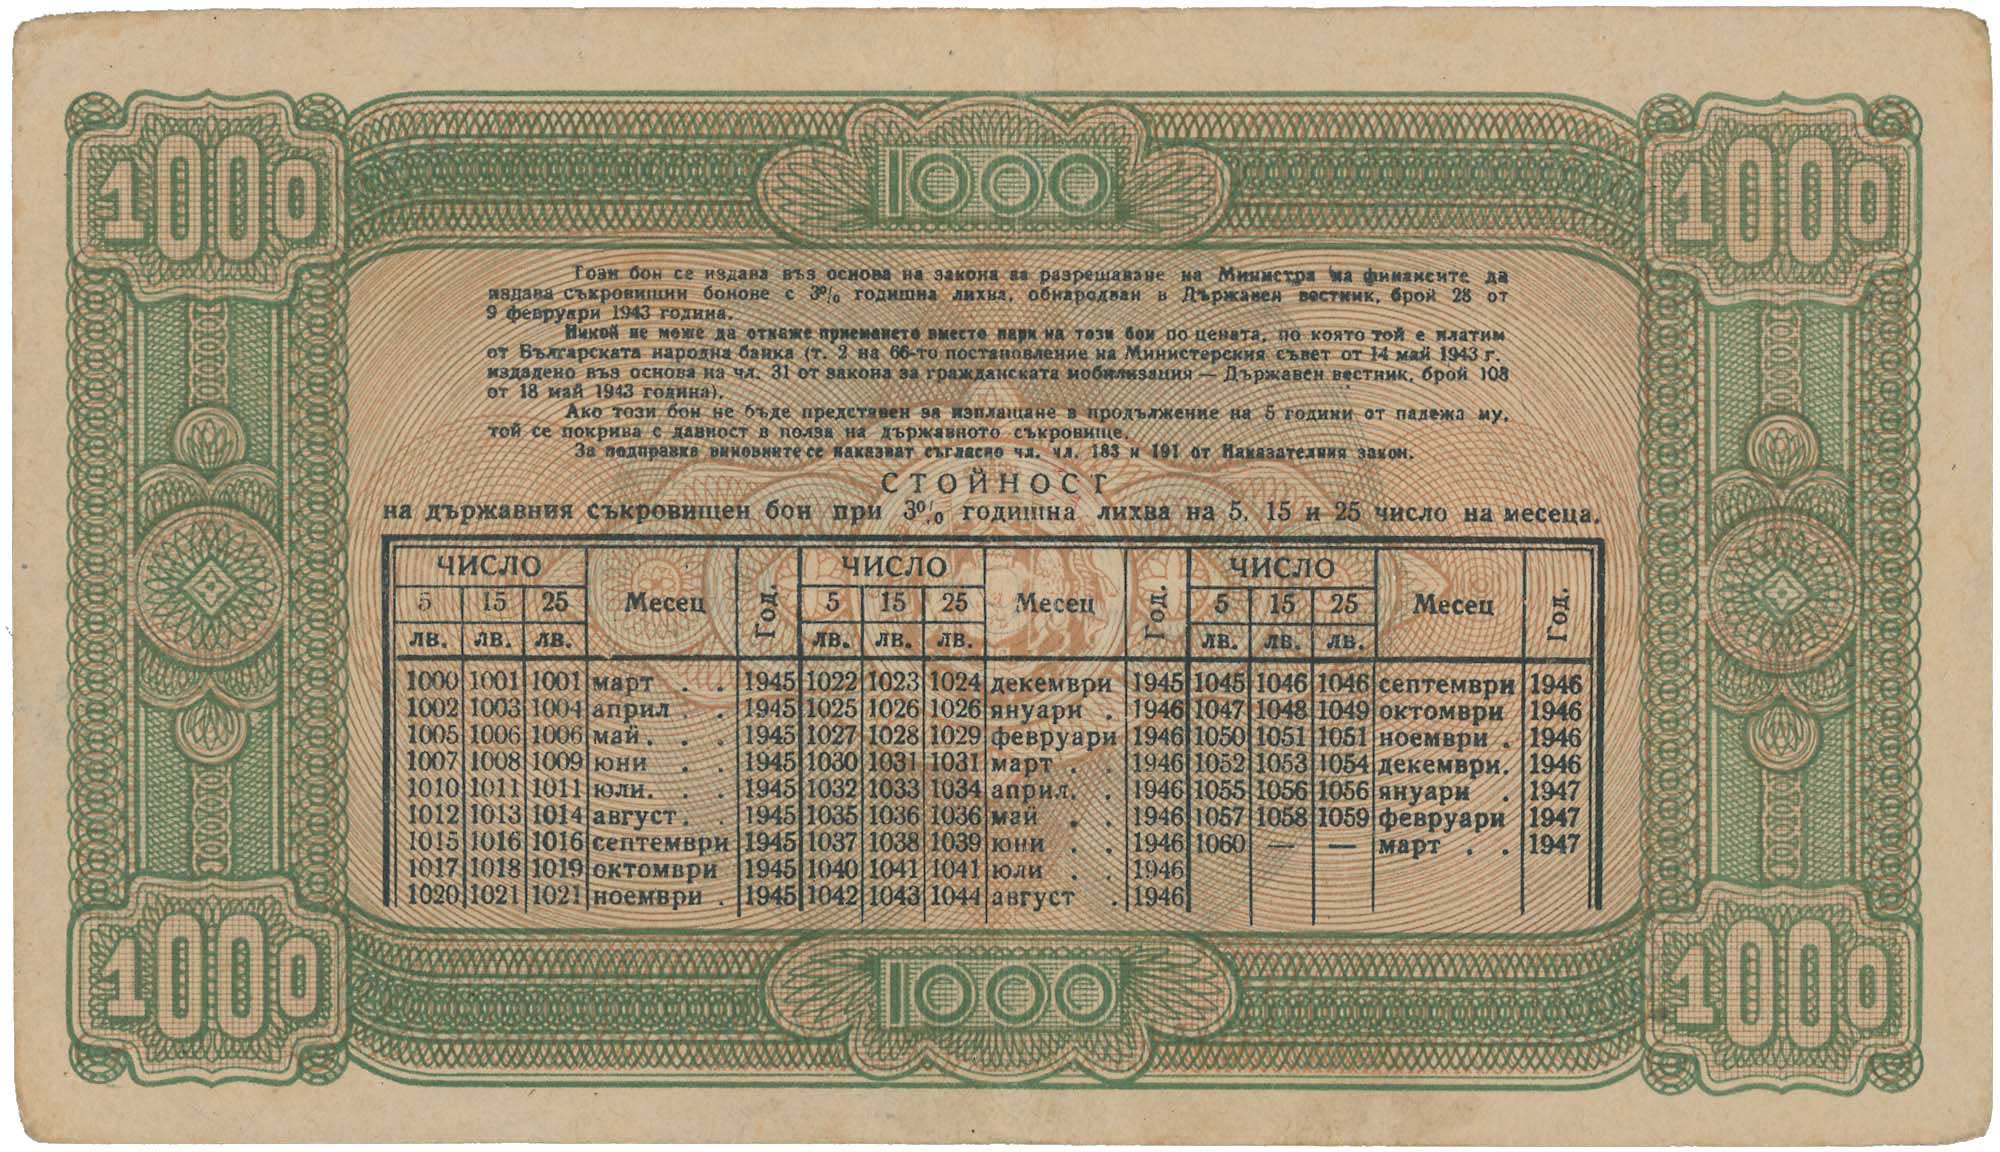 1000 1000 1000
Този бон се издава въз основа на закона за разрешаване на Министра на финансите да
издава съкровищни бонове с 3% годишна лихва, обнародван в Държавен вестник, брой 28 от
9 февруари 1943 година.
Никой не може да откаже приемането вместо пари на този бон по цената, по която той е платим
от Българската народна банка (т. 2 на 66-то постановление на Министерския съвет от 14 май 1943 г.
издадено въз основа на чл. 31 от закона за гражданската мобилизация — Държавен вестник, брой 108
от 18 май 1943 година).
Ако този бон не бъде представен за изплащане в продължение на 5 години от падежа му,
той се покрива с давност в полза на държавното съкровище.
За подправка виновните се наказват съгласно чл. чл. 183 и 191 от Наказателния закон.
СТОЙНОСТ
на държавния съкровищен бон при 3% годишна лихва на 5, 15 и 25 число на месеца.
ЧИСЛО Месец Год. ЧИСЛО Месец Год. ЧИСЛО Месец Год.
5 15 25 5 15 25 5 15 25
лв. лв. лв. лв. лв. лв. лв. лв. лв.
1000 1001 1001 март . . 1945 1022 1023 1024 декември 1945 1045 1046 1046 септември 1946
1002 1003 1004 април . . 1945 1025 1026 1026 януари . 1946 1047 1048 1049 октомври 1946
1005 1006 1006 май . . . 1945 1027 1028 1029 февруари 1946 1050 1051 1051 ноември . 1946
1007 1008 1009 юни . . 1945 1030 1031 1031 март . . 1946 1052 1053 1054 декември. 1946
1010 1011 1011 юли. . . 1945 1032 1033 1034 април. . 1946 1055 1056 1056 януари . 1947
1012 1013 1014 август. . 1945 1035 1036 1036 май . . 1946 1057 1058 1059 февруари 1947
1015 1016 1016 септември 1945 1037 1038 1039 юни . . 1946 1060 — — март . . 1947
1017 1018 1019 октомври 1945 1040 1041 1041 юли . . 1946
1020 1021 1021 ноември . 1945 1042 1043 1044 август . 1946
1000 1000 1000